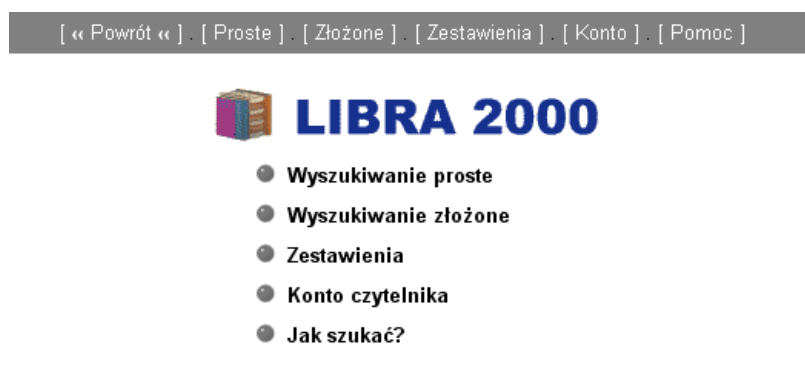 [ ‹‹ Powrót ‹‹ ] . [ Proste ] . [ Złożone ] . [ Zestawienia ] . [ Konto ] . [ Pomoc ]
LIBRA 2000
Wyszukiwanie proste
Wyszukiwanie złożone
Zestawienia
Konto czytelnika
Jak szukać?